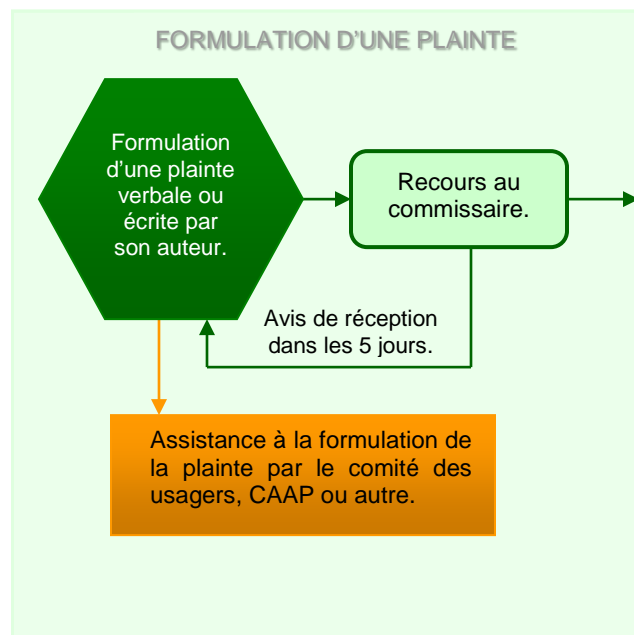 FORMULATION D'UNE PLAINTE
Formulation
d'une plainte
verbale ou
écrite par
son auteur.
Recours au
commissaire.
Avis de réception
dans les 5 jours.
Assistance à la formulation de
la plainte par le comité des
usagers, CAAP ou autre.